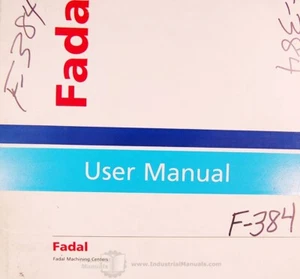 F-384
Fadal
-384
User Manual
F-384
Fadal
Fadal Machining Centers
www.IndustrialManuals.com